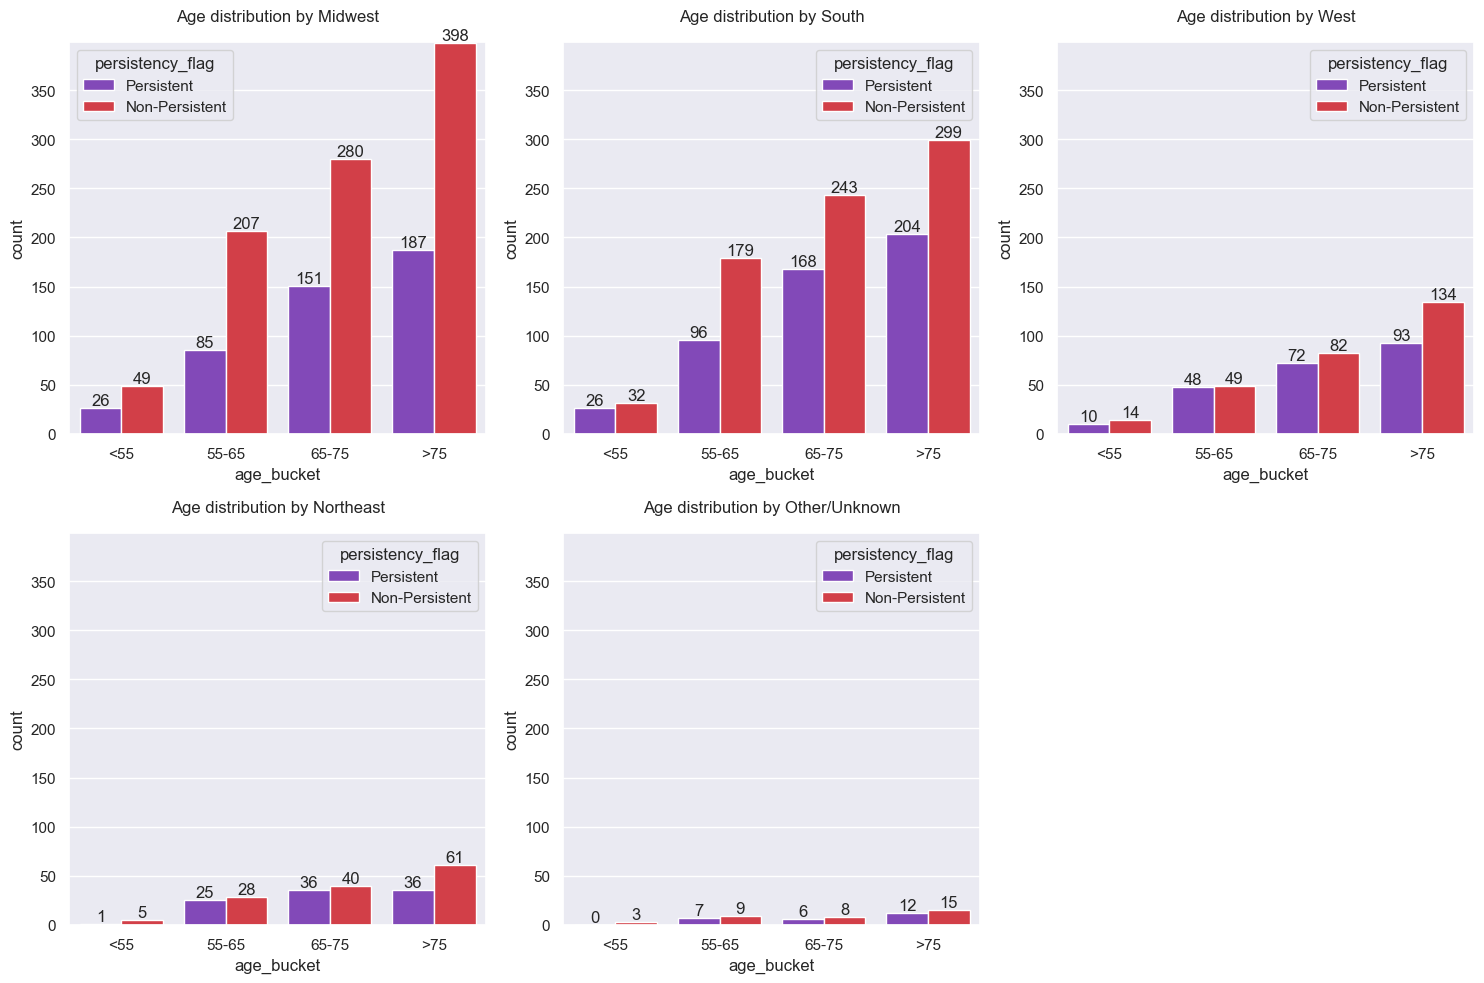 Age distribution by Midwest
398
persistency_flag
Persistent
Non-Persistent
350
300
280
250
207
200
187
151
150
100
85
49
50
26
0
count
<55 55-65 65-75 >75
age_bucket
Age distribution by South
persistency_flag
Persistent
Non-Persistent
350
300
299
250
243
204
200
179
168
150
100
96
50
26 32
0
count
<55 55-65 65-75 >75
age_bucket
Age distribution by West
persistency_flag
Persistent
Non-Persistent
350
300
250
200
150
134
100
93
82
72
50
48 49
10 14
0
count
<55 55-65 65-75 >75
age_bucket
Age distribution by Northeast
persistency_flag
Persistent
Non-Persistent
350
300
250
200
150
100
61
50
36 40 36
25 28
1 5
0
count
<55 55-65 65-75 >75
age_bucket
Age distribution by Other/Unknown
persistency_flag
Persistent
Non-Persistent
350
300
250
200
150
100
50
0 3 7 9 6 8 12 15
0
count
<55 55-65 65-75 >75
age_bucket